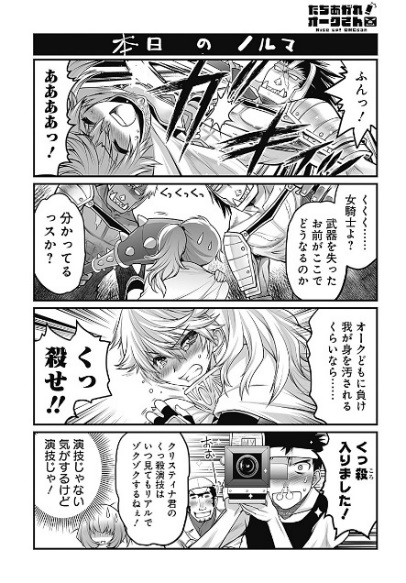 たちあがれ!
オークさん
RISE UP! ORCSAN
本日のノルマ
ふんっ!
ああああっ!
くくく……
女騎士よ?
武器を失った
お前がここで
どうなるのか
くっくっくっ
分かってる
っスか?
オークどもに負け
我が身を汚される
くらいなら……
くっ
殺せ!!
くっ殺
ころ
入りました!
クリスティナ君の
くっ殺演技は
いつ見てもリアルで
ゾクゾクするねぇ!
演技じゃない
気がするけど
演技じゃ!